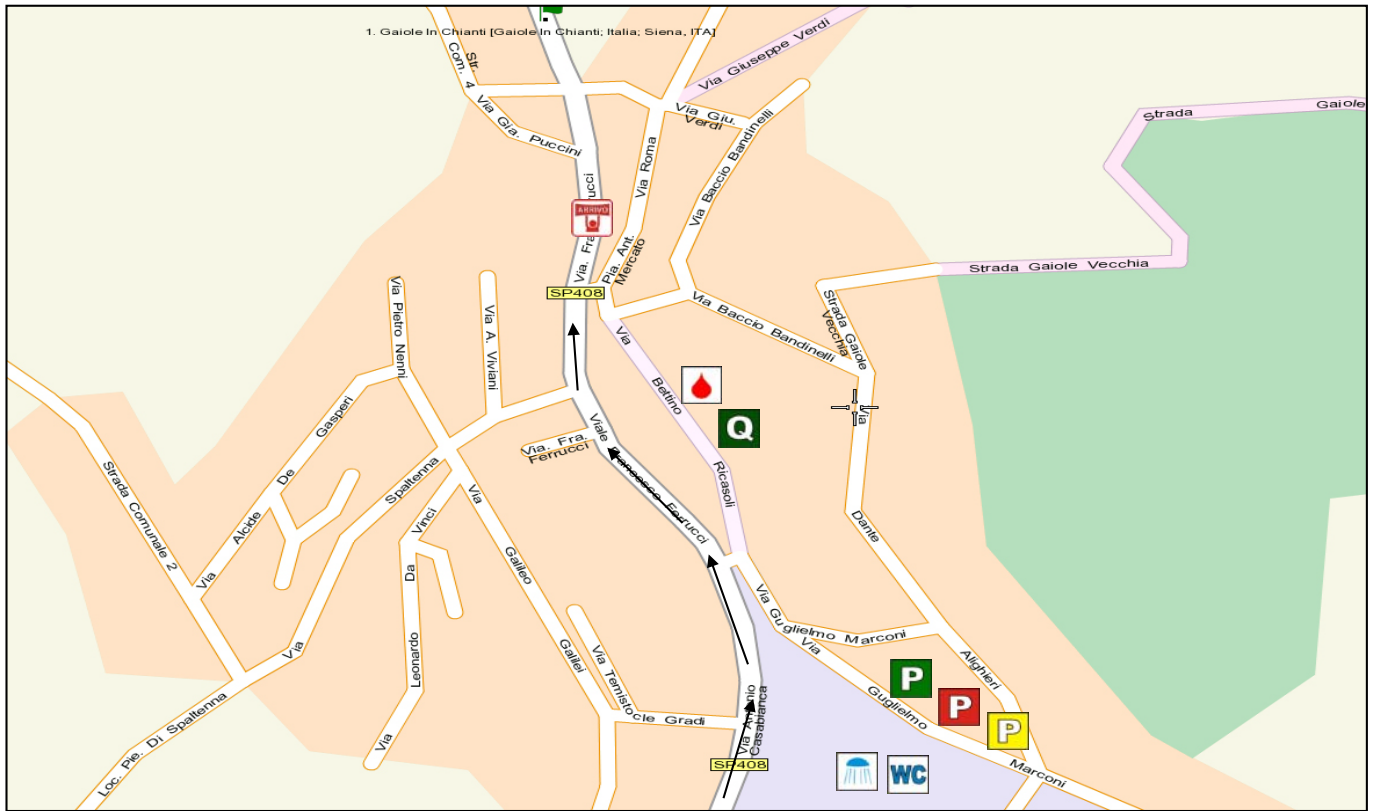 1. Gaiole In Chianti [Gaiole In Chianti; Italia; Siena, ITA]
Str.
Com. 4
Via Giuseppe Verdi
Via Gia. Puccini
Via Giu.
Verdi
Strada Gaiole
Via Roma
Via Baccio Bandinelli
ARRIVO
Via. Fra
ucci
Pia. Ant.
Mercato
Strada Gaiole Vecchia
SP408
Via Pietro Nenni
Via A. Viviani
Via Baccio Bandinelli
Strada Gaiole
Vecchia
Via
Bettino
Ricasoli
Q
Via
Dante
Alighieri
Viale Francesco Ferrucci
Via. Fra.
Ferrucci
Via Alcide De Gasperi
Strada Comunale 2
Via Spaltenna
Via Leonardo Da Vinci
Via Galileo Galilei
Via Temistocle Gradi
Via Guglielmo Marconi
Via Guglielmo Marconi
P
P
P
Loc. Pie. Di Spaltenna
Via Antonio
Casabianca
SP408
WC